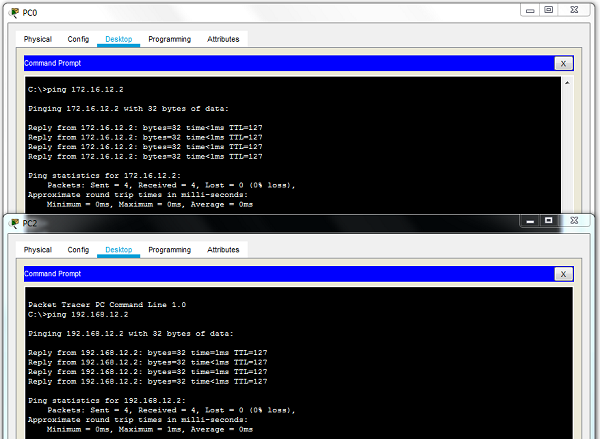 PC0
Physical Config Desktop Programming Attributes
Command Prompt X
C:\>ping 172.16.12.2
Pinging 172.16.12.2 with 32 bytes of data:
Reply from 172.16.12.2: bytes=32 time<1ms TTL=127
Reply from 172.16.12.2: bytes=32 time<1ms TTL=127
Reply from 172.16.12.2: bytes=32 time<1ms TTL=127
Reply from 172.16.12.2: bytes=32 time<1ms TTL=127
Ping statistics for 172.16.12.2:
Packets: Sent = 4, Received = 4, Lost = 0 (0% loss),
Approximate round trip times in milli-seconds:
Minimum = 0ms, Maximum = 0ms, Average = 0ms
PC2
Physical Config Desktop Programming Attributes
Command Prompt X
Packet Tracer PC Command Line 1.0
C:\>ping 192.168.12.2
Pinging 192.168.12.2 with 32 bytes of data:
Reply from 192.168.12.2: bytes=32 time=1ms TTL=127
Reply from 192.168.12.2: bytes=32 time<1ms TTL=127
Reply from 192.168.12.2: bytes=32 time<1ms TTL=127
Reply from 192.168.12.2: bytes=32 time<1ms TTL=127
Ping statistics for 192.168.12.2:
Packets: Sent = 4, Received = 4, Lost = 0 (0% loss),
Approximate round trip times in milli-seconds:
Minimum = 0ms, Maximum = 1ms, Average = 0ms